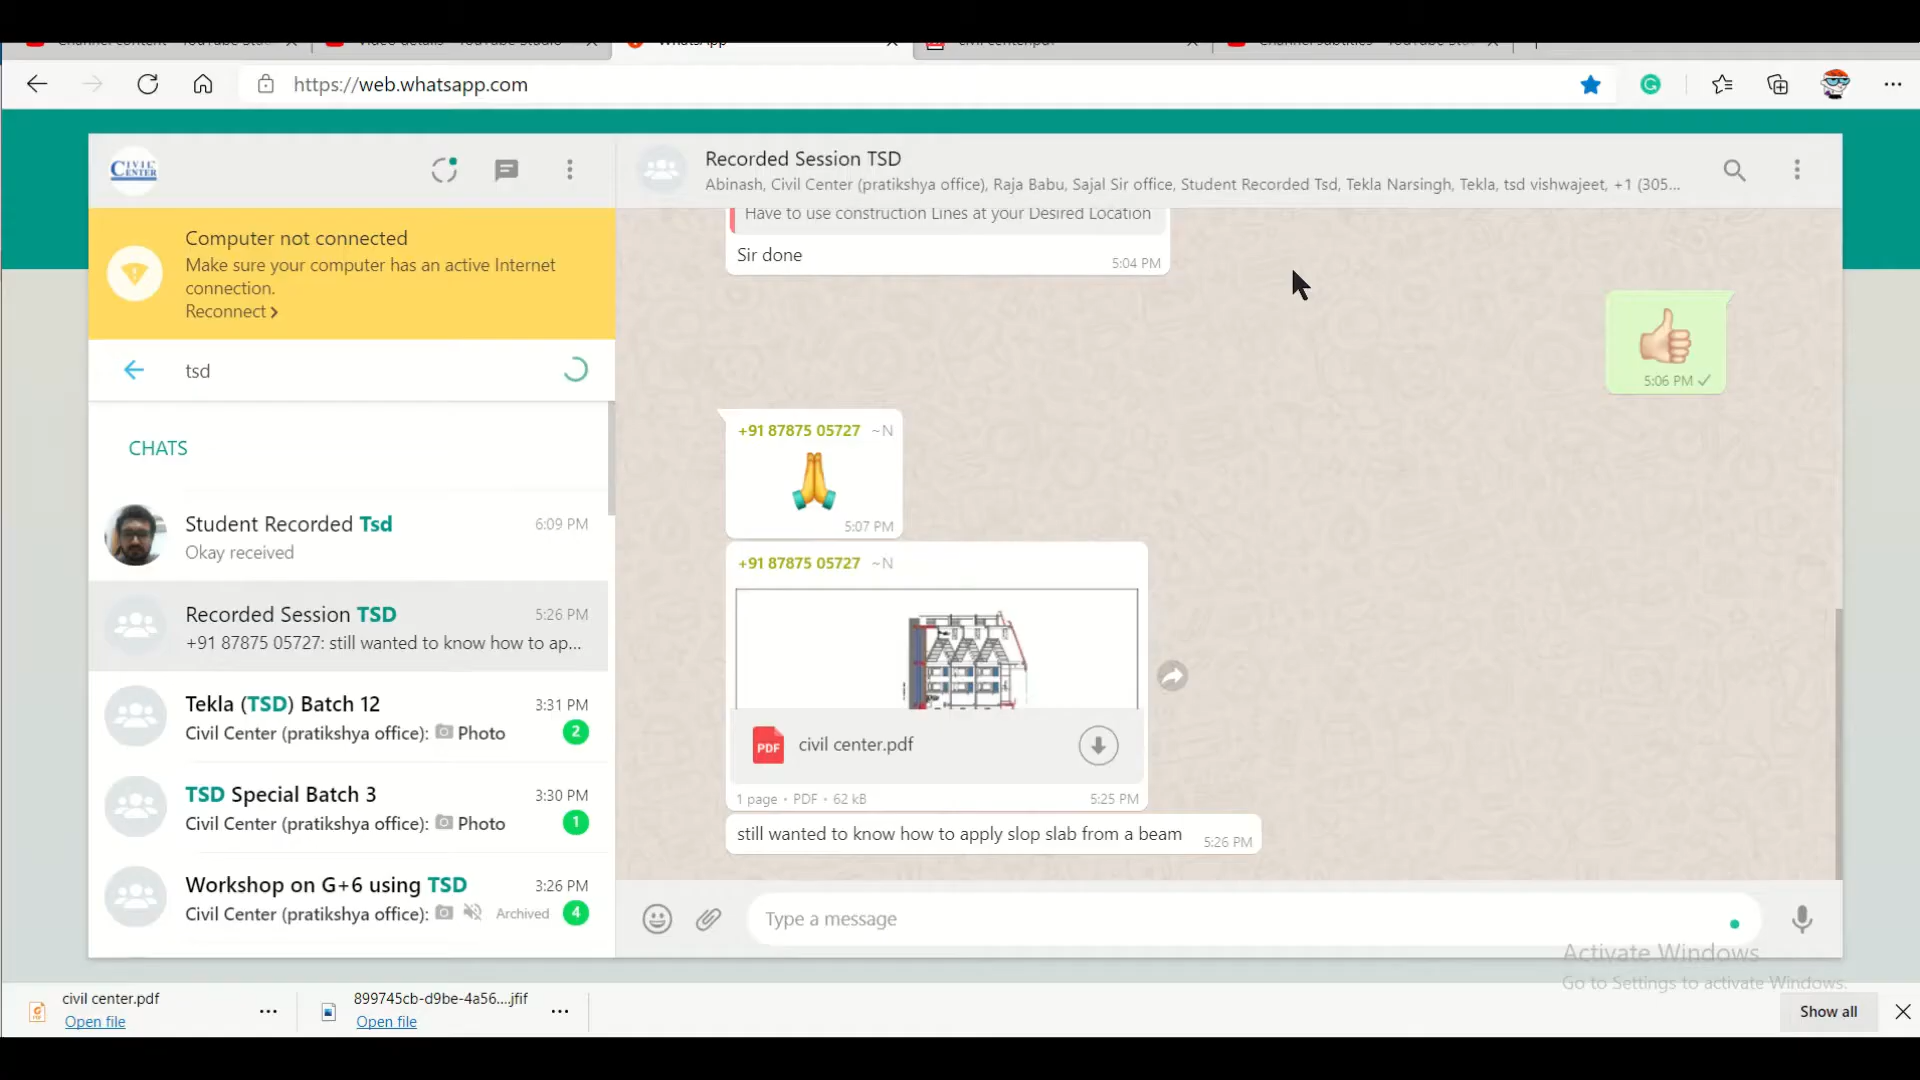 https://web.whatsapp.com
CIVIL
CENTER
Recorded Session TSD
Abinash, Civil Center (pratikshya office), Raja Babu, Sajal Sir office, Student Recorded Tsd, Tekla Narsingh, Tekla, tsd vishwajeet, +1 (305...
Computer not connected
Make sure your computer has an active Internet
connection.
Reconnect
tsd
CHATS
Student Recorded Tsd 6:09 PM
Okay received
Recorded Session TSD 5:26 PM
+91 87875 05727: still wanted to know how to ap...
Tekla (TSD) Batch 12 3:31 PM
Civil Center (pratikshya office): Photo 2
TSD Special Batch 3 3:30 PM
Civil Center (pratikshya office): Photo 1
Workshop on G+6 using TSD 3:26 PM
Civil Center (pratikshya office): Archived 4
Have to use construction Lines at your Desired Location
Sir done 5:04 PM
5:06 PM
+91 87875 05727 ~N
5:07 PM
+91 87875 05727 ~N
PDF civil center.pdf
1 page • PDF • 62 kB 5:25 PM
still wanted to know how to apply slop slab from a beam 5:26 PM
Type a message
Activate Windows
Go to Settings to activate Windows.
civil center.pdf
Open file
899745cb-d9be-4a56....jfif
Open file
Show all